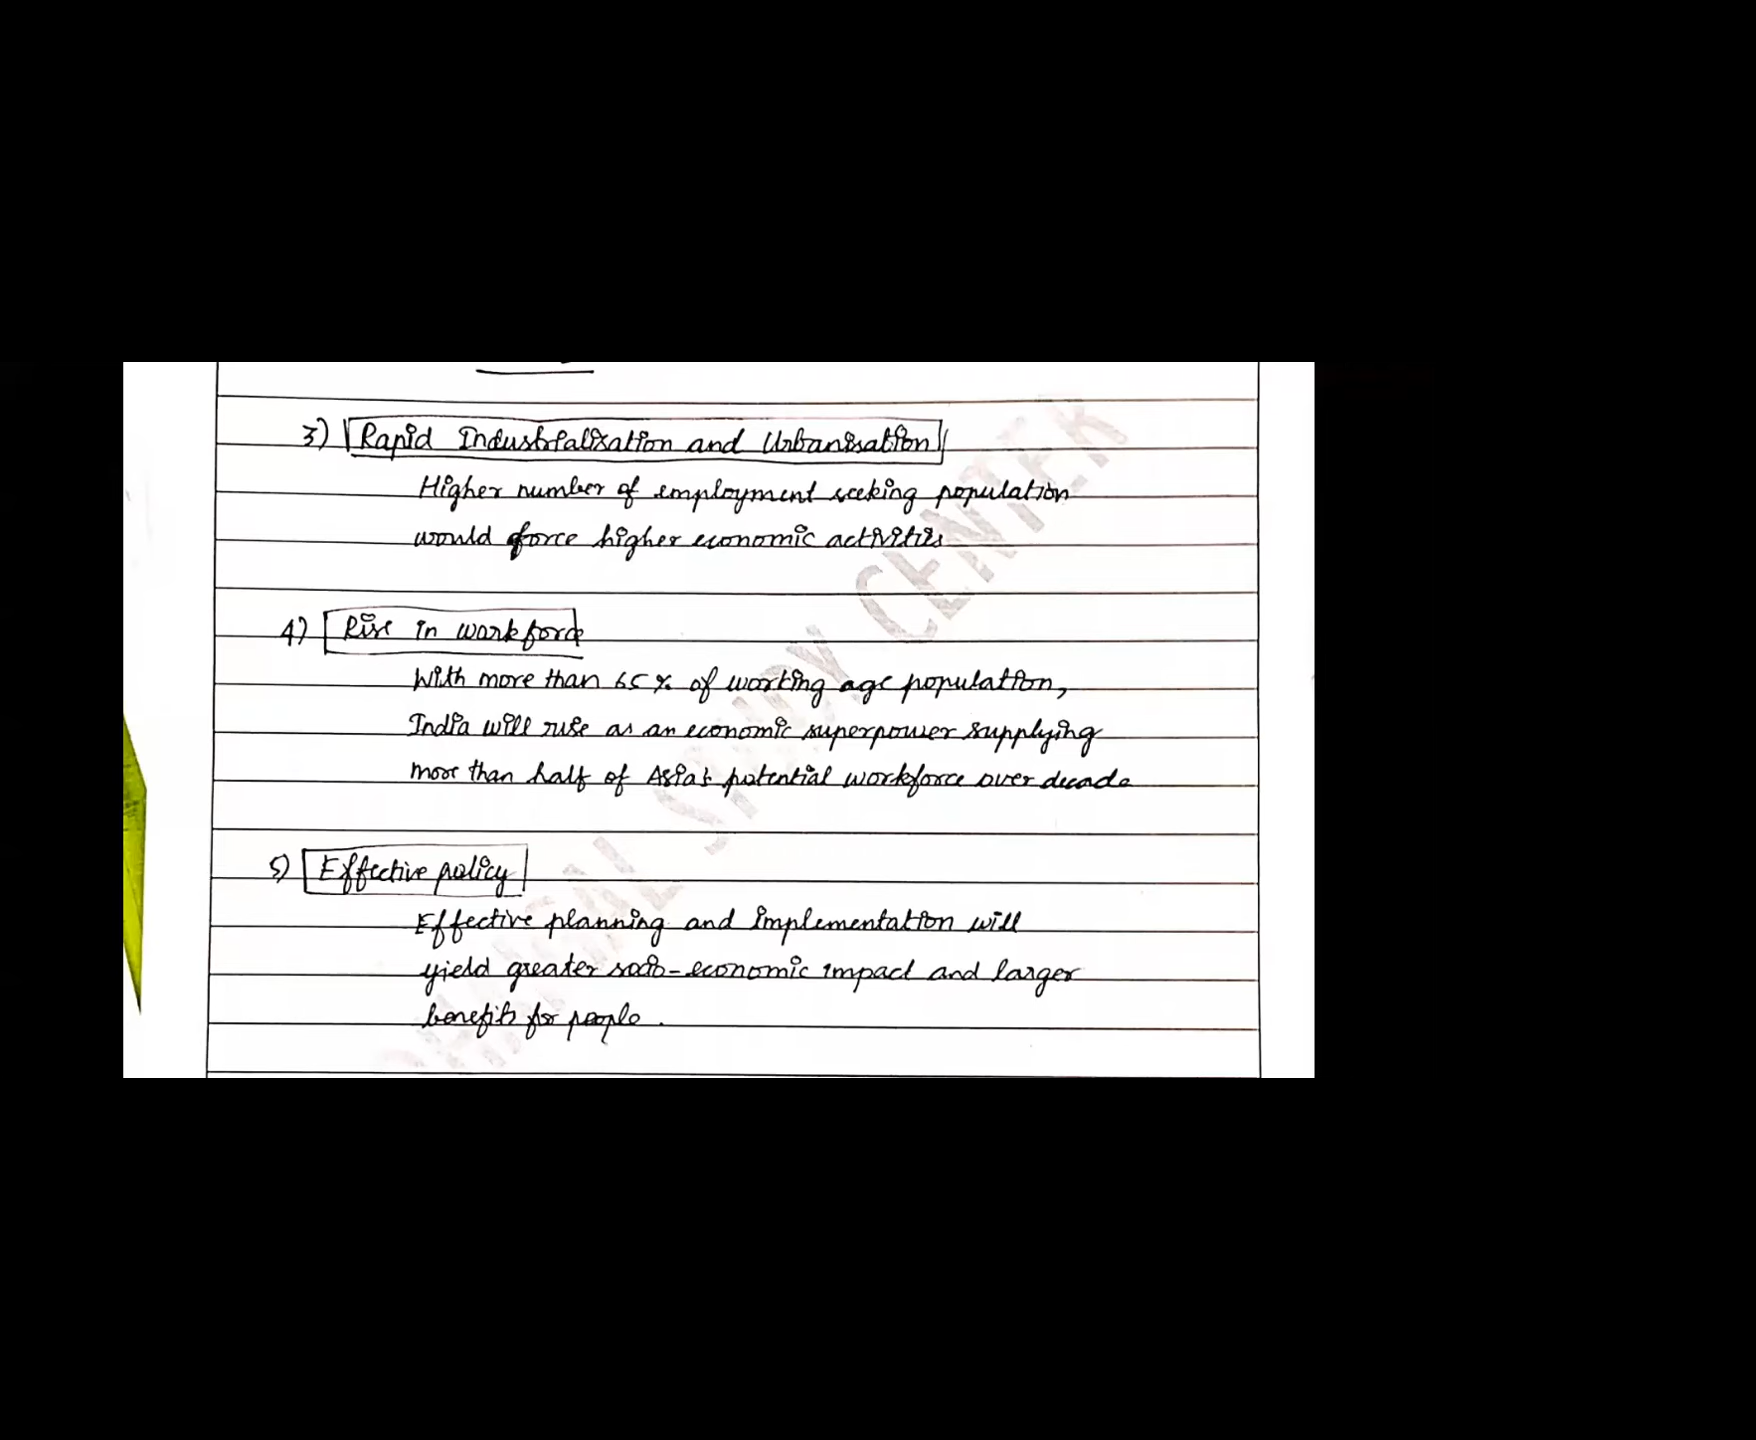 3) Rapid Industrialization and Urbanisation
Higher number of employment seeking population
would force higher economic activities
4) Rise in workforce
With more than 65% of working age population,
India will rise as an economic superpower supplying
more than half of Asia's potential workforce over decade
5) Effective policy
Effective planning and implementation will
yield greater socio-economic impact and larger
benefits for people.
STUDY CENTER